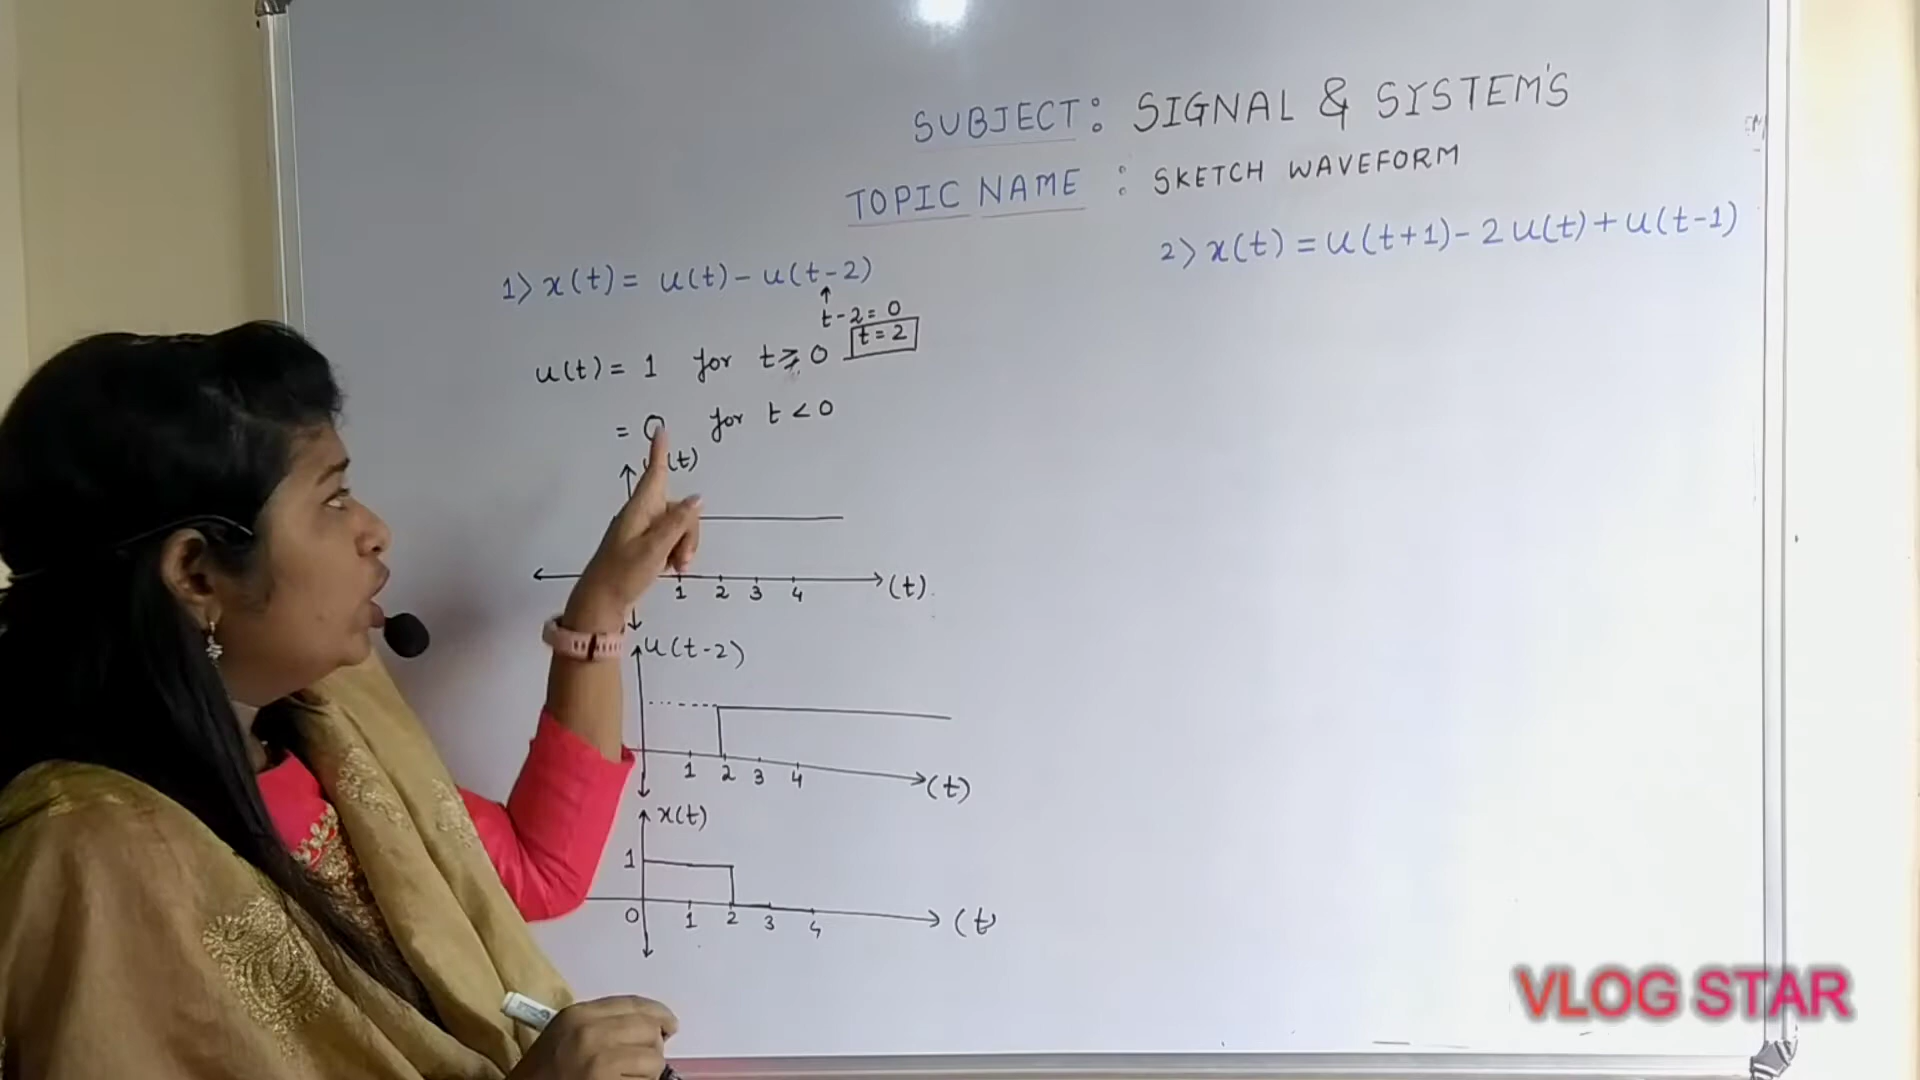 SUBJECT: SIGNAL & SYSTEM'S
TOPIC NAME : SKETCH WAVEFORM
1> x(t) = u(t) - u(t-2)
t-2=0
t=2
u(t) = 1 for t≥0
= 0 for t<0
(t)
1 2 3 4 (t)
u(t-2)
1 2 3 4 (t)
x(t)
1
0 1 2 3 4 (t
2> x(t) = u(t+1) - 2u(t) + u(t-1)
VLOG STAR